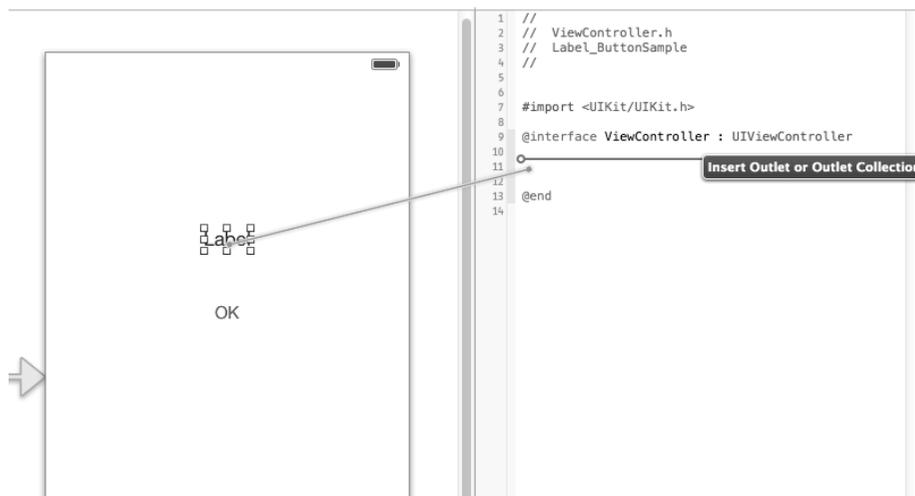 Label
OK
1 //
2 //  ViewController.h
3 //  Label_ButtonSample
4 //
5
6
7 #import <UIKit/UIKit.h>
8
9 @interface ViewController : UIViewController
10
11
Insert Outlet or Outlet Collection
12
13 @end
14